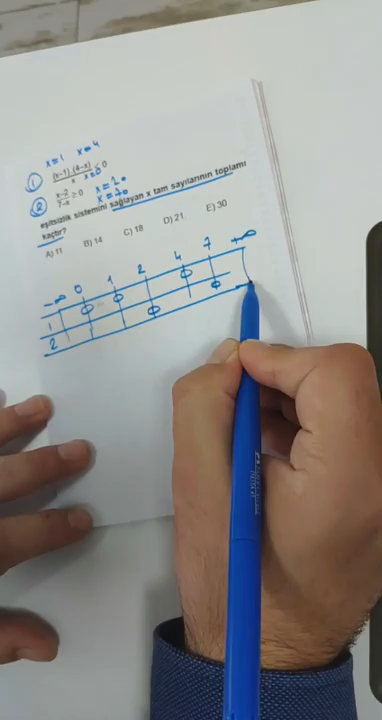 x=1 x=4
① (x-1).(4-x)/x ≤ 0 x=0
② x-2/7-x ≥ 0 x=2
x=7
eşitsizlik sistemini sağlayan x tam sayılarının toplamı
kaçtır?
A) 11 B) 14 C) 18 D) 21 E) 30
-∞ 0 1 2 4 7 +∞
1
2